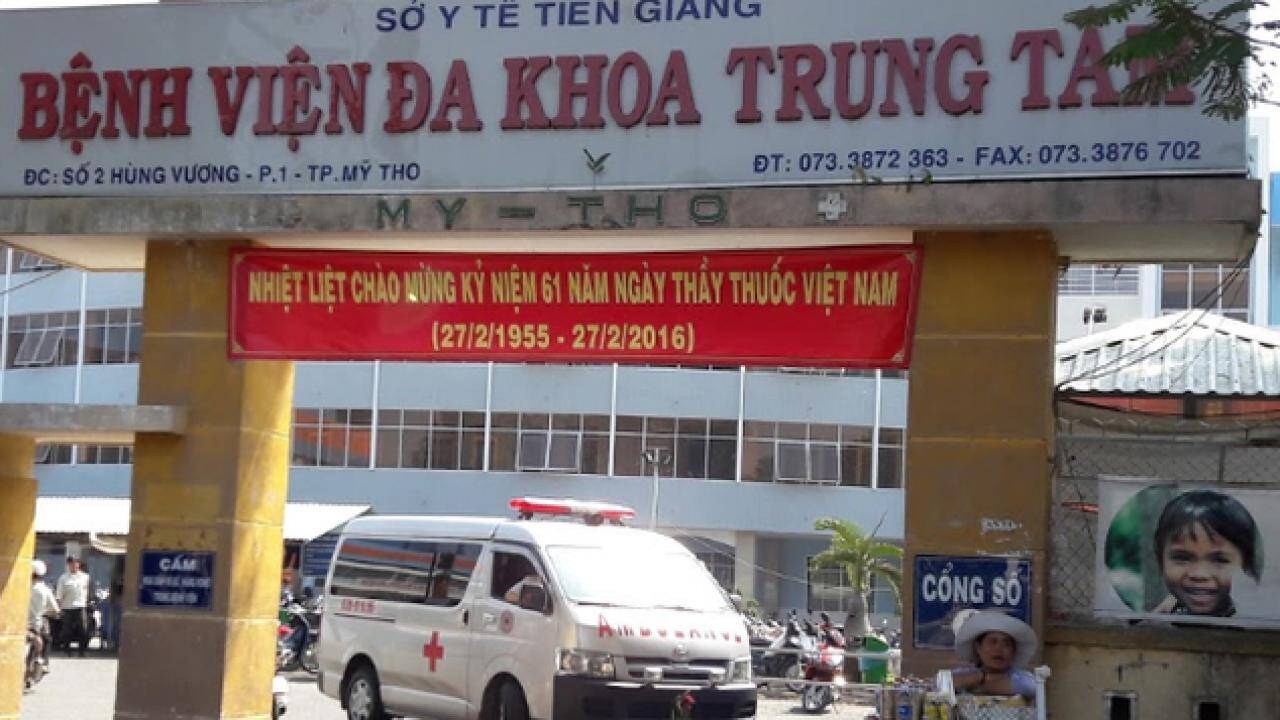 SỞ Y TẾ TIỀN GIANG
BỆNH VIỆN ĐA KHOA TRUNG TÂM
ĐC: SỐ 2 HÙNG VƯƠNG - P.1 - TP. MỸ THO
ĐT: 073.3872 363 - FAX: 073.3876 702
MY - THO
NHIỆT LIỆT CHÀO MỪNG KỶ NIỆM 61 NĂM NGÀY THẦY THUỐC VIỆT NAM
(27/2/1955 - 27/2/2016)
CẤM
CỔNG SỐ
AMBULANCE